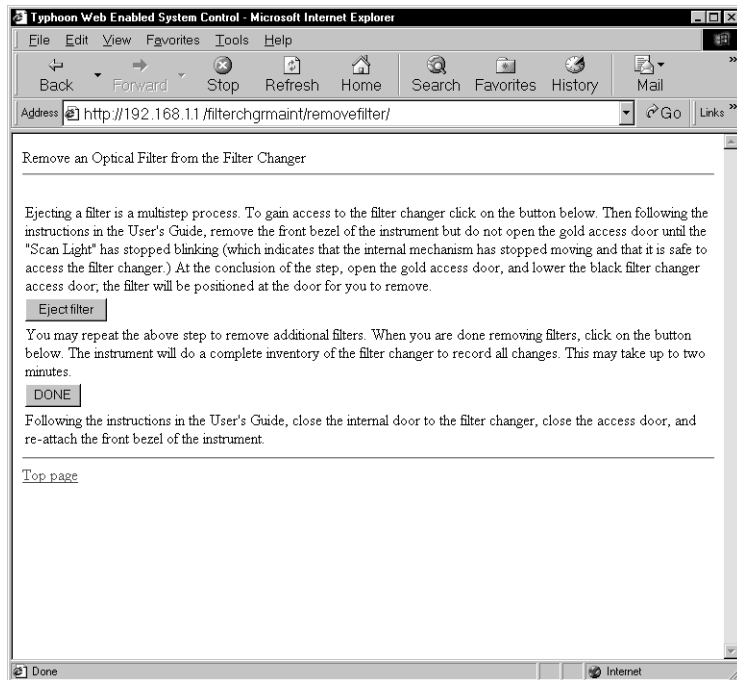 Typhoon Web Enabled System Control - Microsoft Internet Explorer
File Edit View Favorites Tools Help
Back Forward Stop Refresh Home Search Favorites History Mail »
Address http://192.168.1.1/filterchgrmaint/removefilter/ Go Links »
Remove an Optical Filter from the Filter Changer
Ejecting a filter is a multistep process. To gain access to the filter changer click on the button below. Then following the
instructions in the User's Guide, remove the front bezel of the instrument but do not open the gold access door until the
"Scan Light" has stopped blinking (which indicates that the internal mechanism has stopped moving and that it is safe to
access the filter changer.) At the conclusion of the step, open the gold access door, and lower the black filter changer
access door; the filter will be positioned at the door for you to remove.
Eject filter
You may repeat the above step to remove additional filters. When you are done removing filters, click on the button
below. The instrument will do a complete inventory of the filter changer to record all changes. This may take up to two
minutes.
DONE
Following the instructions in the User's Guide, close the internal door to the filter changer, close the access door, and
re-attach the front bezel of the instrument.
Top page
Done Internet